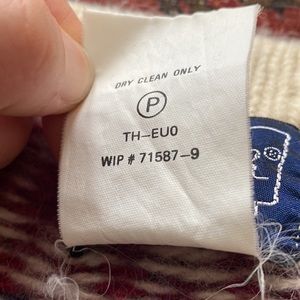 DRY CLEAN ONLY
P
TH-EU0
WIP # 71587-9